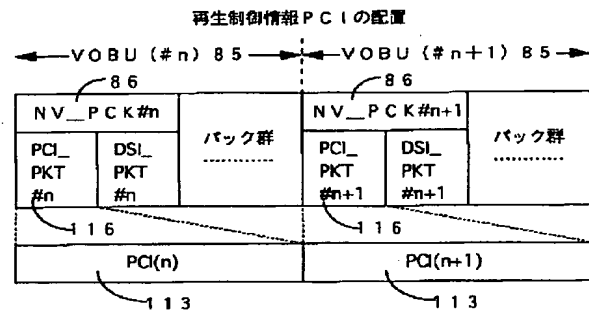 再生制御情報PCIの配置
VOBU(#n)85
VOBU(#n+1)85
86
86
NV_PCK#n
NV_PCK#n+1
PCI_
PKT
#n
DSI_
PKT
#n
パック群
PCI_
PKT
#n+1
DSI_
PKT
#n+1
パック群
116
116
PCI(n)
PCI(n+1)
113
113